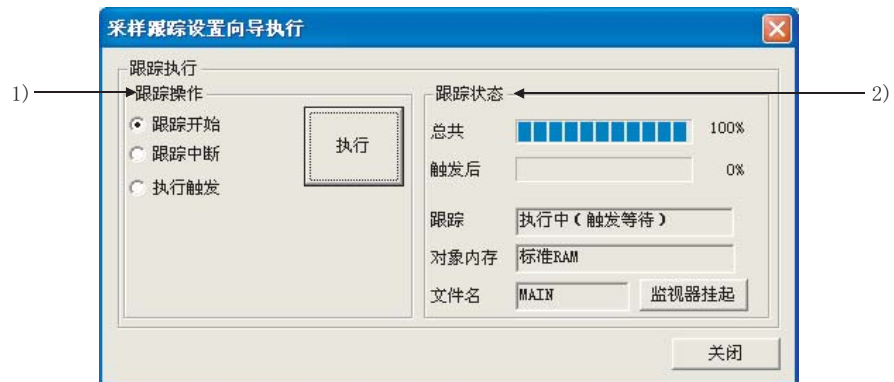 采样跟踪设置向导执行
跟踪执行
1)
跟踪操作
跟踪开始
跟踪中断
执行触发
执行
2)
跟踪状态
总共 100%
触发后 0%
跟踪 执行中(触发等待)
对象内存 标准RAM
文件名 MAIN 监视器挂起
关闭